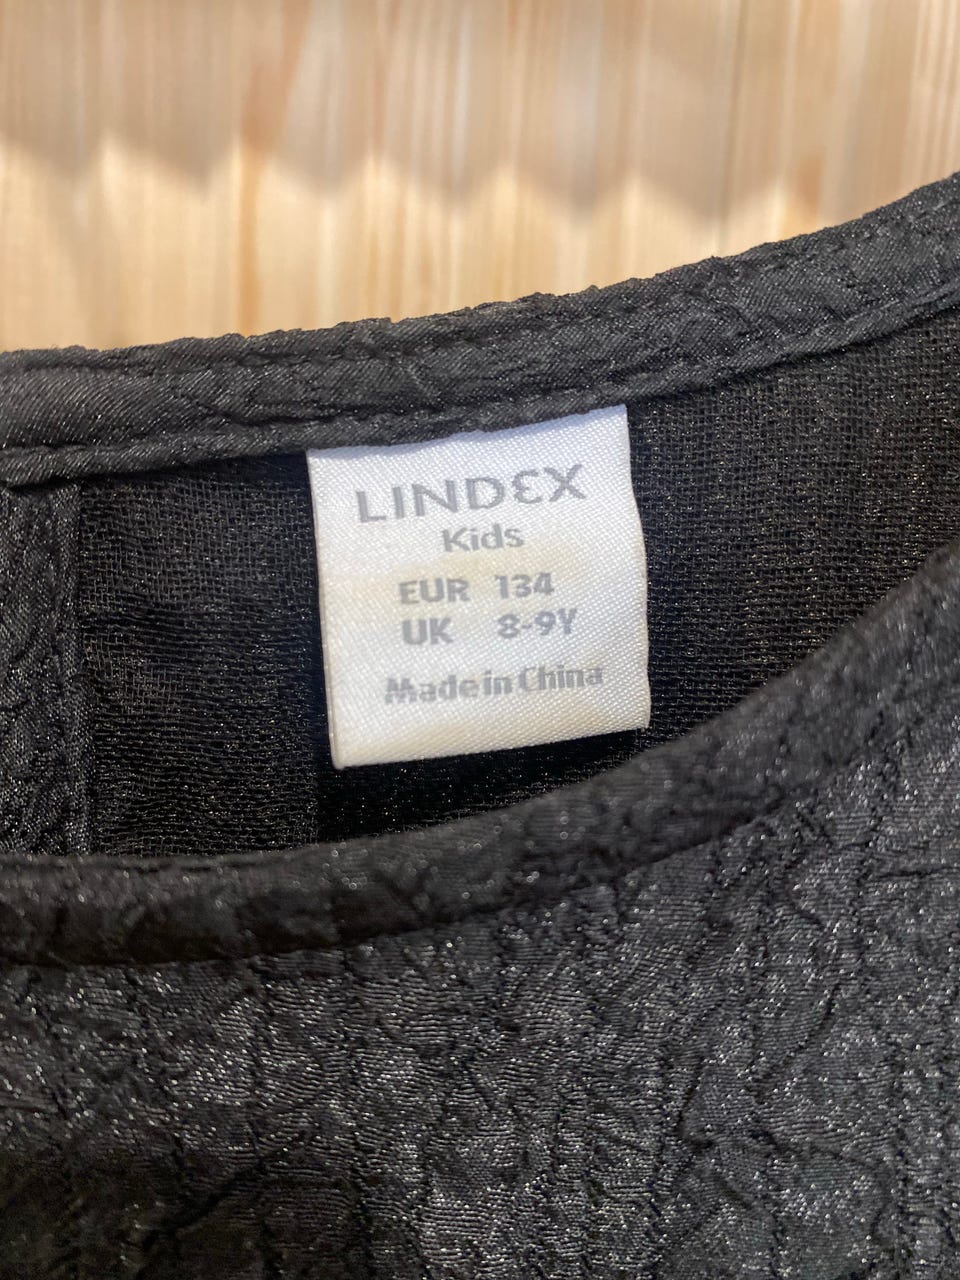 LINDEX
Kids
EUR 134
UK 8-9Y
Made in China